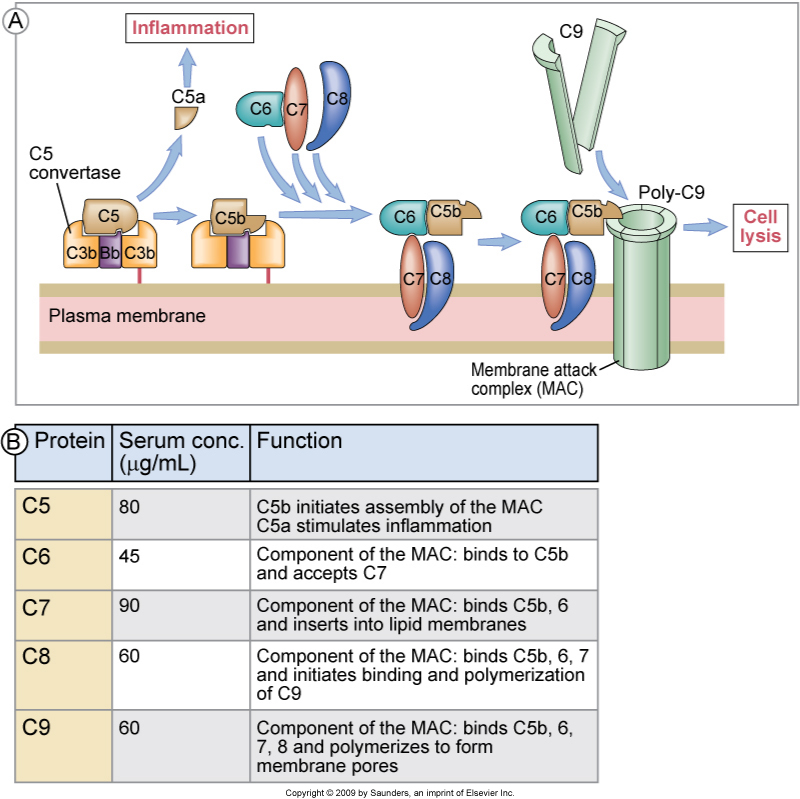 A
Inflammation
C5a
C6
C7
C8
C9
C5
convertase
C5
C3b
Bb
C3b
C5b
C6
C5b
C7
C8
C6
C5b
C7
C8
Poly-C9
Cell
lysis
Plasma membrane
Membrane attack
complex (MAC)
B
Protein
Serum conc.
(μg/mL)
Function
C5
80
C5b initiates assembly of the MAC
C5a stimulates inflammation
C6
45
Component of the MAC: binds to C5b
and accepts C7
C7
90
Component of the MAC: binds C5b, 6
and inserts into lipid membranes
C8
60
Component of the MAC: binds C5b, 6, 7
and initiates binding and polymerization
of C9
C9
60
Component of the MAC: binds C5b, 6,
7, 8 and polymerizes to form
membrane pores
Copyright © 2009 by Saunders, an imprint of Elsevier Inc.